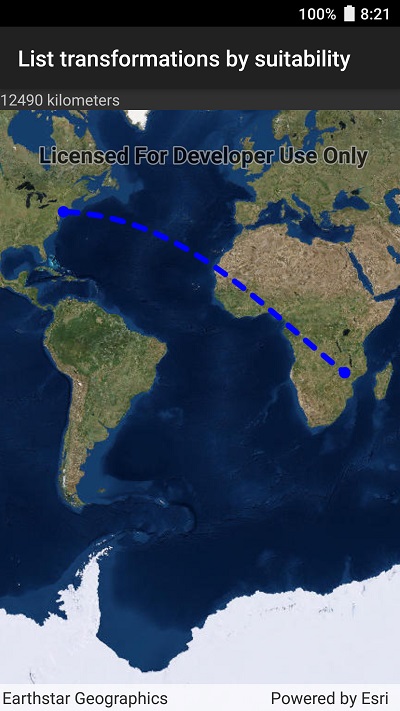 100% 8:21
List transformations by suitability
12490 kilometers
Licensed For Developer Use Only
Earthstar Geographics Powered by Esri